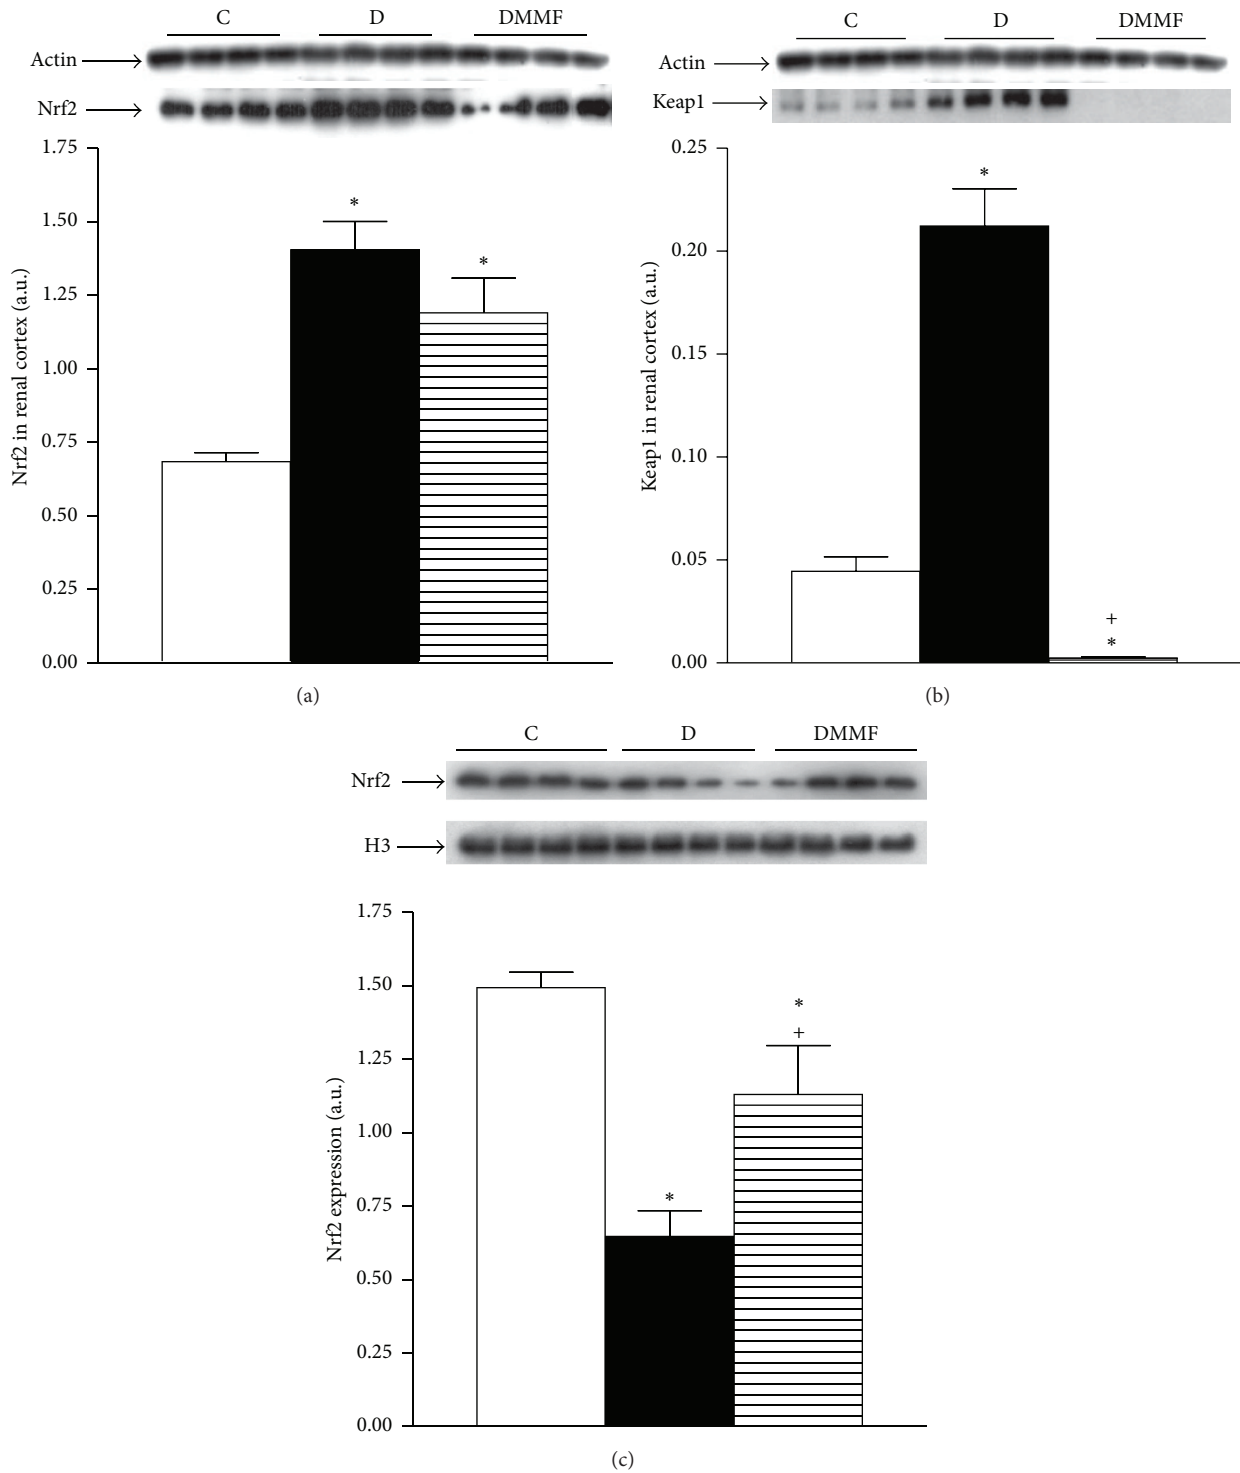 C D DMMF
Actin
Nrf2
1.75
1.50
1.25
1.00
0.75
0.50
0.25
0.00
Nrf2 in renal cortex (a.u.)
*
*
(a)
C D DMMF
Actin
Keap1
0.25
0.20
0.15
0.10
0.05
0.00
Keap1 in renal cortex (a.u.)
*
+
*
(b)
C D DMMF
Nrf2
H3
1.75
1.50
1.25
1.00
0.75
0.50
0.25
0.00
Nrf2 expression (a.u.)
*
*
+
(c)